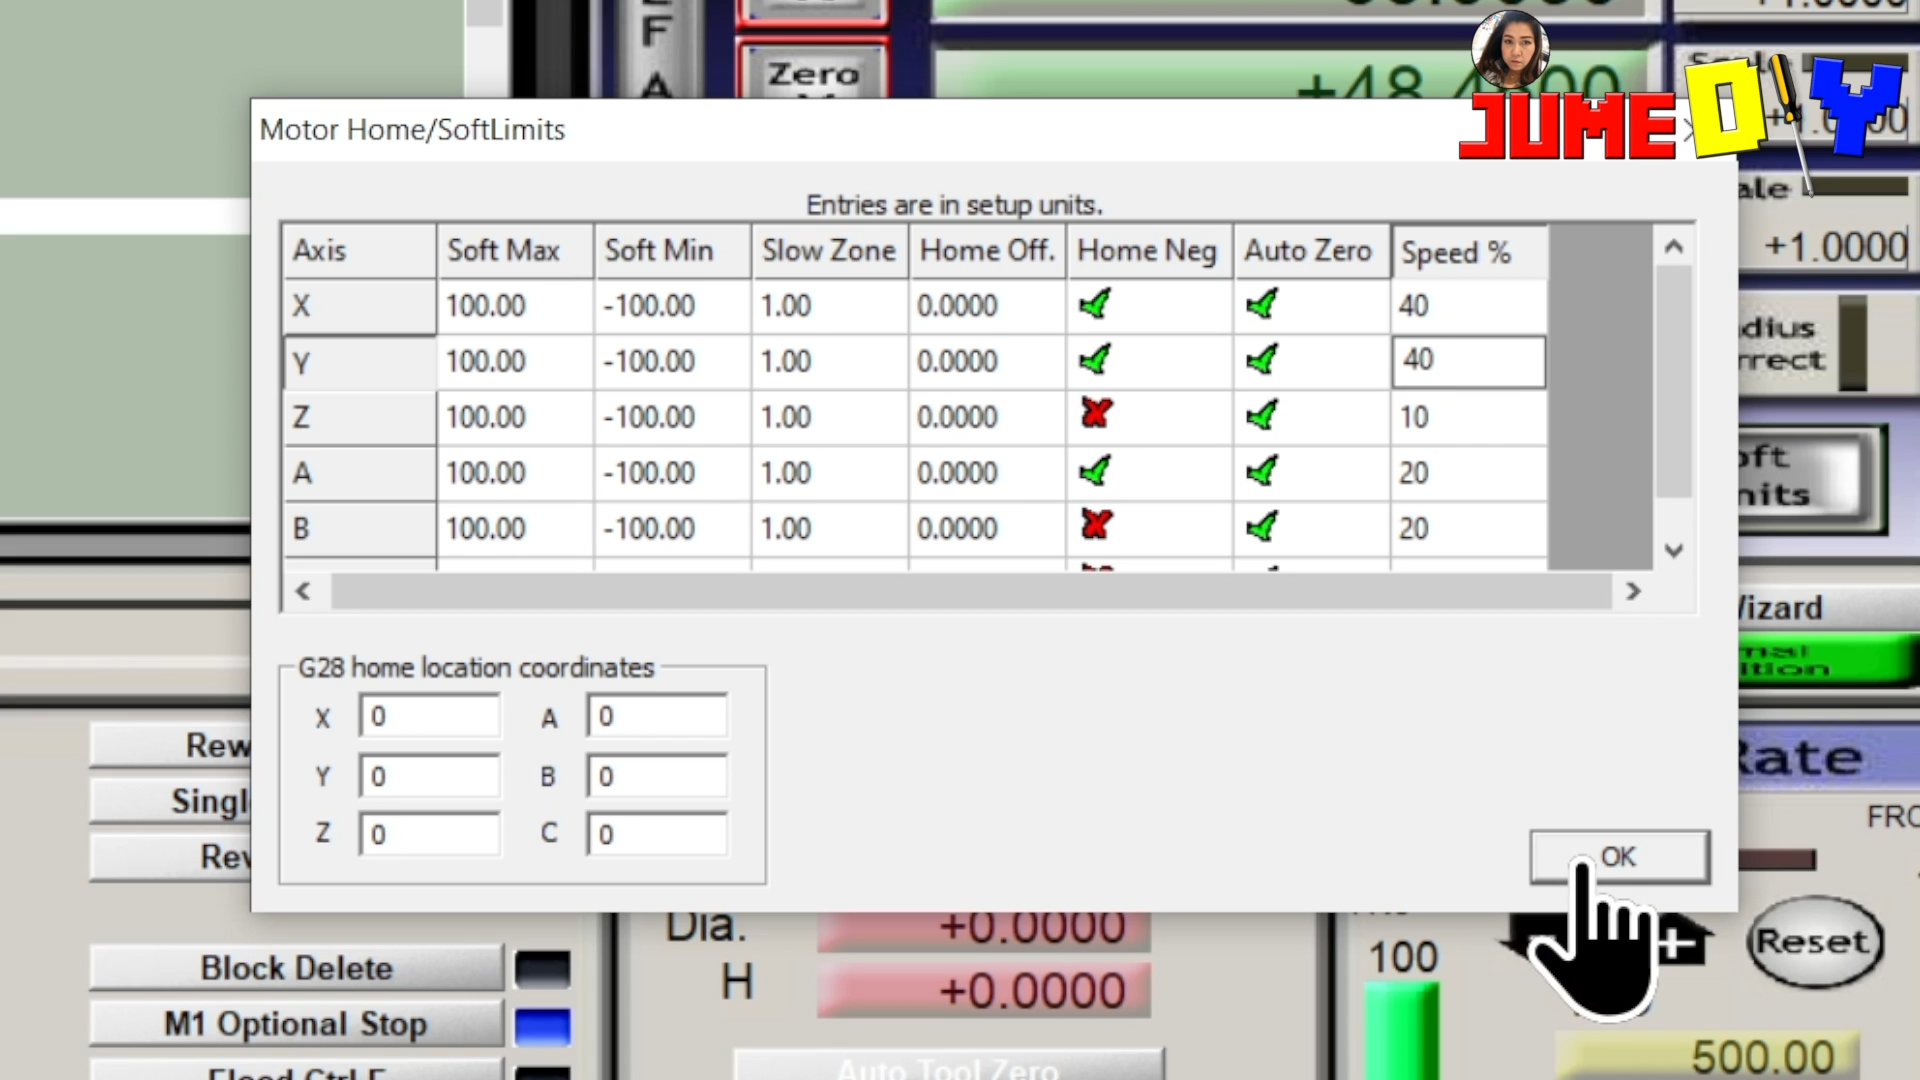 F
A
Zero
JUME DIY
Motor Home/SoftLimits
Entries are in setup units.
Axis Soft Max Soft Min Slow Zone Home Off. Home Neg Auto Zero Speed %
X 100.00 -100.00 1.00 0.0000 40
Y 100.00 -100.00 1.00 0.0000 40
Z 100.00 -100.00 1.00 0.0000 10
A 100.00 -100.00 1.00 0.0000 20
B 100.00 -100.00 1.00 0.0000 20
+1.0000
G28 home location coordinates
X 0 A 0
Y 0 B 0
Z 0 C 0
OK
Rate
Block Delete
M1 Optional Stop
Dia. +0.0000
H +0.0000
Auto Tool Zero
100
+
Reset
500.00